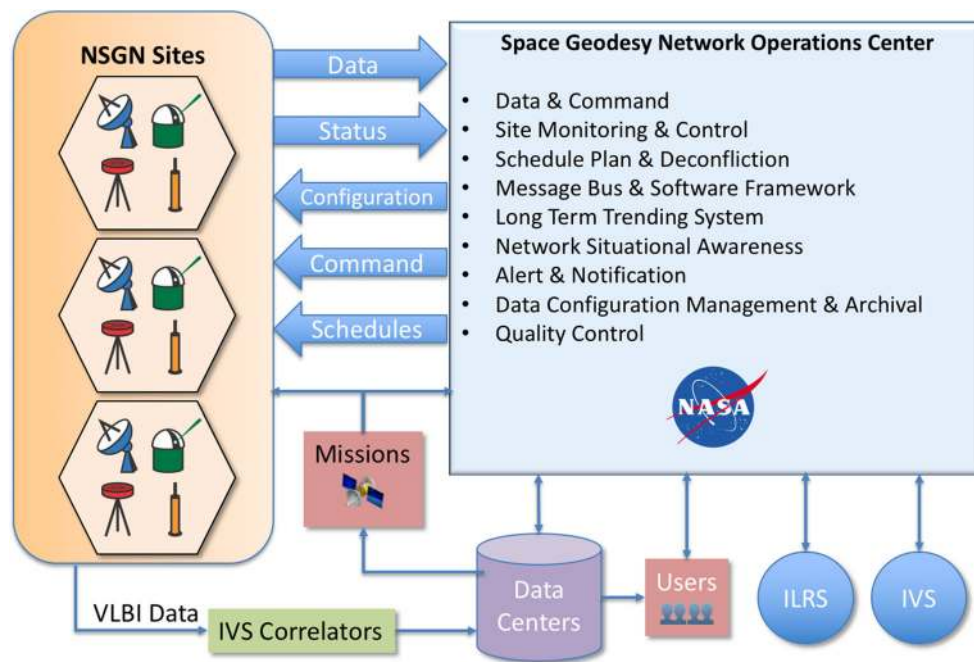 NSGN Sites
Data
Status
Configuration
Command
Schedules
Space Geodesy Network Operations Center
• Data & Command
• Site Monitoring & Control
• Schedule Plan & Deconfliction
• Message Bus & Software Framework
• Long Term Trending System
• Network Situational Awareness
• Alert & Notification
• Data Configuration Management & Archival
• Quality Control
NASA
Missions
VLBI Data
IVS Correlators
Data
Centers
Users
ILRS
IVS